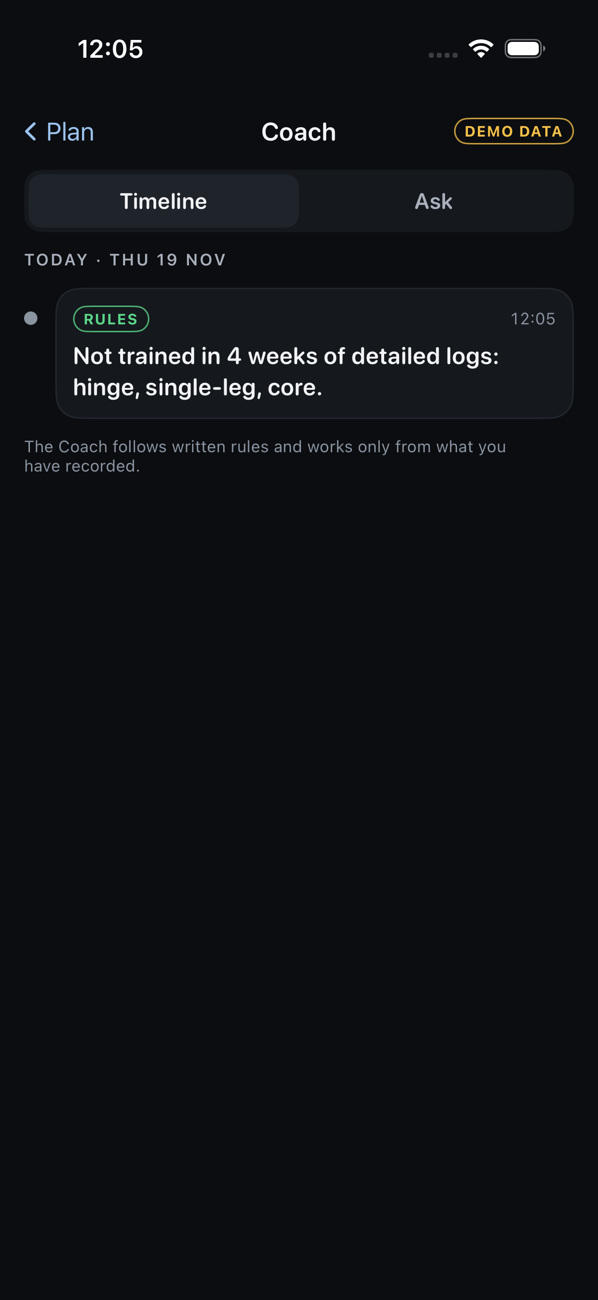 12:05
Plan
Coach
DEMO DATA
Timeline
Ask
TODAY · THU 19 NOV
RULES
12:05
Not trained in 4 weeks of detailed logs:
hinge, single-leg, core.
The Coach follows written rules and works only from what you
have recorded.